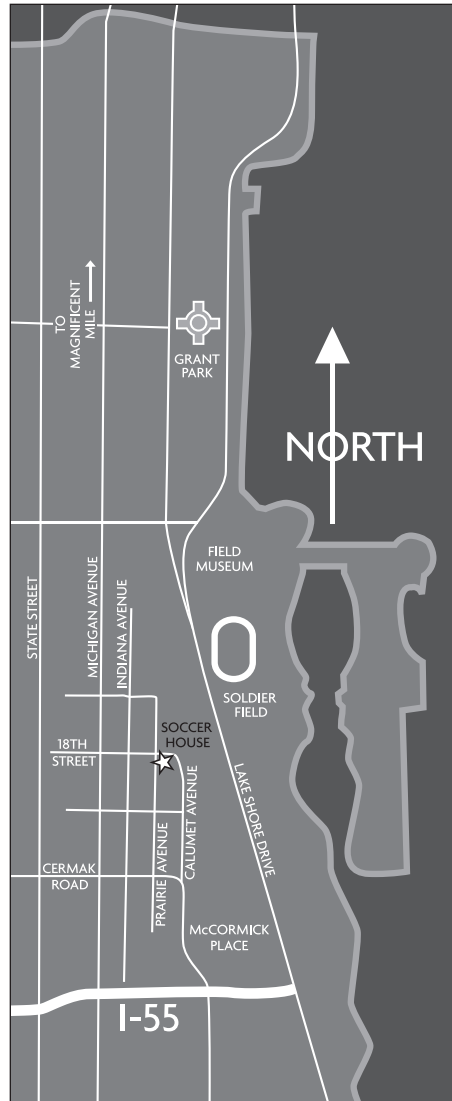 TO
MAGNIFICENT
MILE
GRANT
PARK
NORTH
FIELD
MUSEUM
STATE STREET
MICHIGAN AVENUE
INDIANA AVENUE
SOLDIER
FIELD
SOCCER
HOUSE
18TH
STREET
LAKE SHORE DRIVE
CALUMET AVENUE
PRAIRIE AVENUE
CERMAK
ROAD
McCORMICK
PLACE
I-55